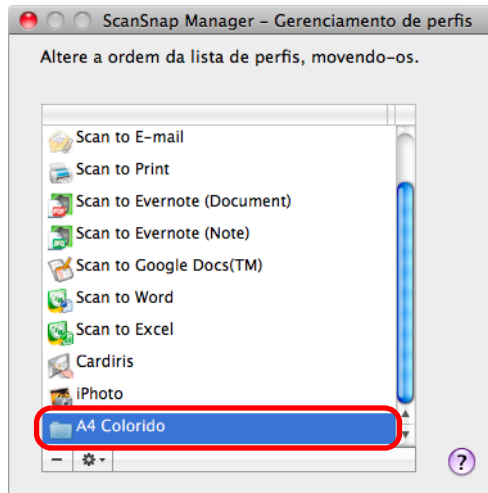 ScanSnap Manager – Gerenciamento de perfis
Altere a ordem da lista de perfis, movendo-os.
Scan to E-mail
Scan to Print
Scan to Evernote (Document)
Scan to Evernote (Note)
Scan to Google Docs(TM)
Scan to Word
Scan to Excel
Cardiris
iPhoto
A4 Colorido